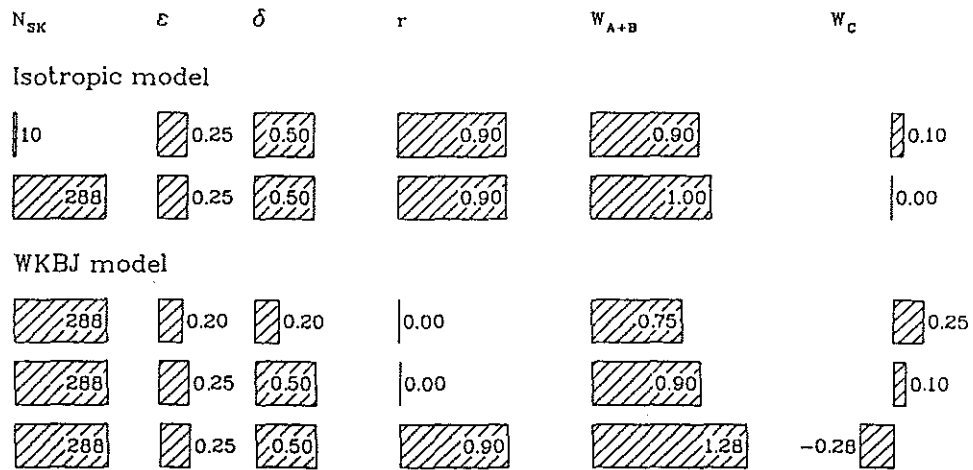 N_SK ε δ r W_A+B W_C
Isotropic model
10 0.25 0.50 0.90 0.90 0.10
288 0.25 0.50 0.90 1.00 0.00
WKBJ model
288 0.20 0.20 0.00 0.75 0.25
288 0.25 0.50 0.00 0.90 0.10
288 0.25 0.50 0.90 1.28 −0.28